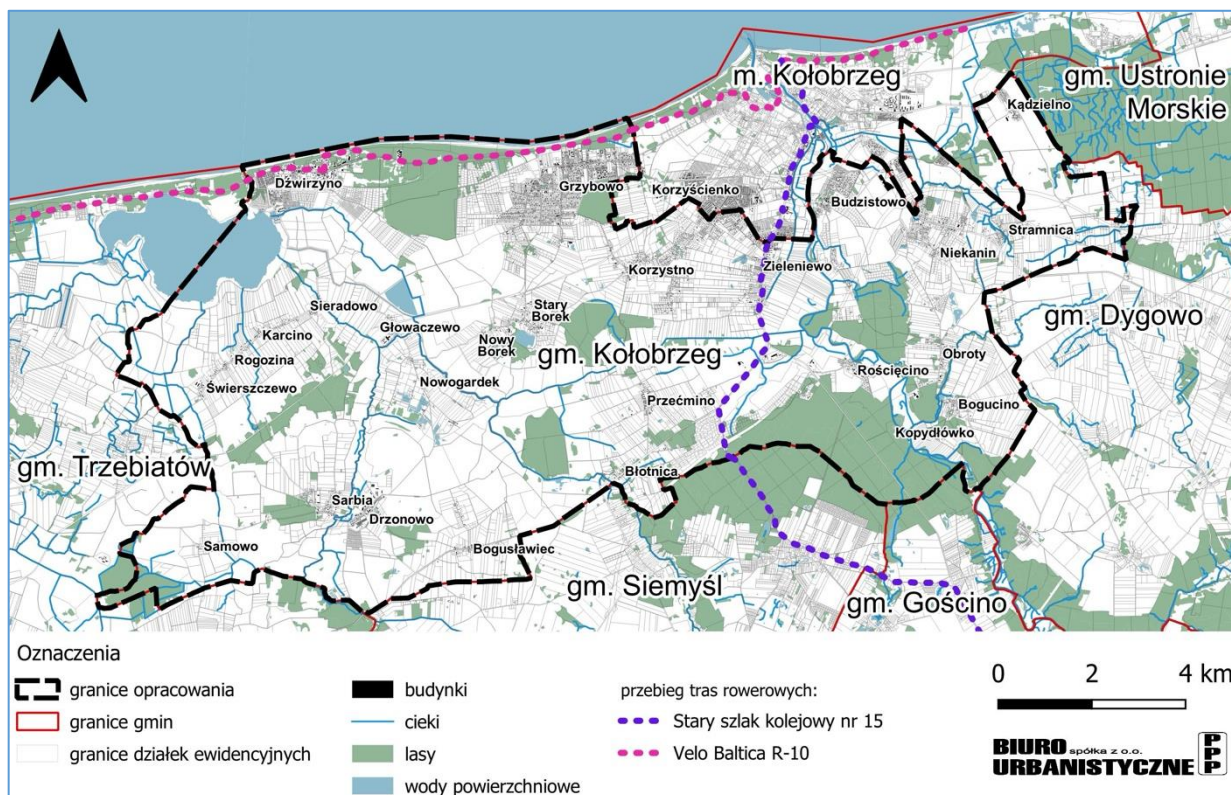 m. Kołobrzeg
gm. Ustronie
Morskie
Kądzielno
Dźwirzyno
Grzybowo
Korzyścienko
Budzistowo
Stramnica
Niekanin
Korzystno
Zieleniewo
Sieradowo
Stary
Borek
gm. Dygowo
Karcino
Głowaczewo
Nowy
Borek
gm. Kołobrzeg
Obroty
Rogozina
Rościęcino
Świerszczewo
Nowogardek
Przećmino
Bogucino
Kopydłówko
gm. Trzebiatów
Błotnica
Sarbia
Drzonowo
Samowo
Bogusławiec
gm. Siemyśl
gm. Gościno
Oznaczenia
granice opracowania
granice gmin
granice działek ewidencyjnych
budynki
cieki
lasy
wody powierzchniowe
przebieg tras rowerowych:
Stary szlak kolejowy nr 15
Velo Baltica R-10
0 2 4 km
BIURO spółka z o.o.
URBANISTYCZNE
P
P
P